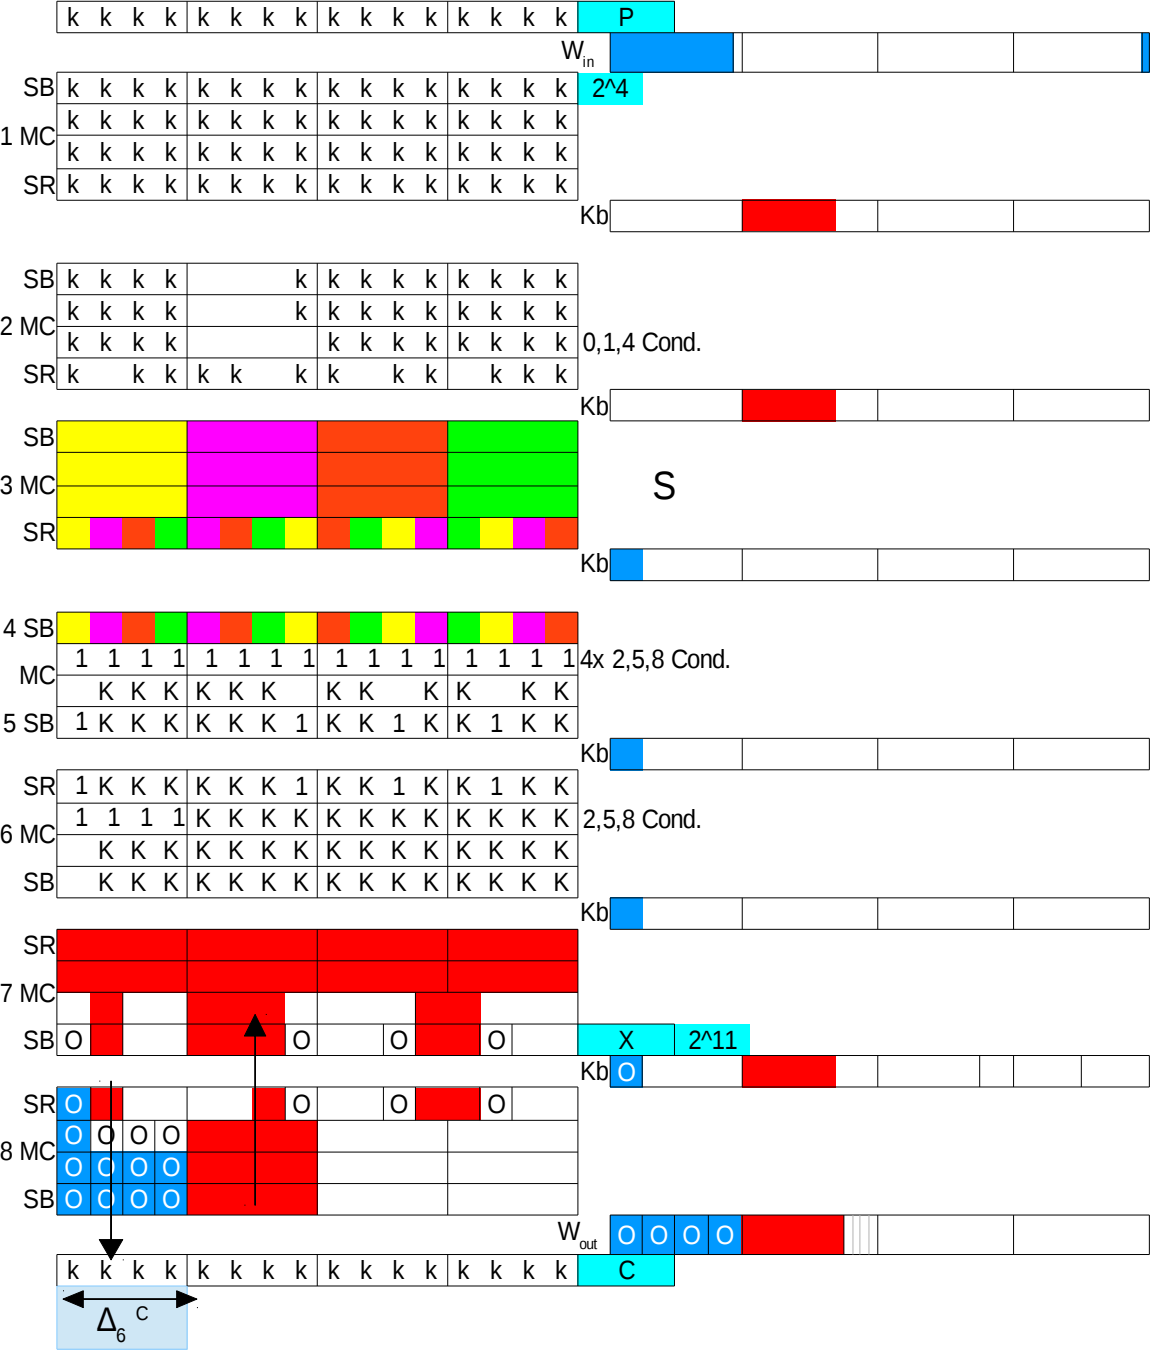 k k k k k k k k k k k k k k k k P
W_in
SB k k k k k k k k k k k k k k k k 2^4
k k k k k k k k k k k k k k k k
1 MC
k k k k k k k k k k k k k k k k
SR k k k k k k k k k k k k k k k k
Kb
SB k k k k k k k k k k k k k
k k k k k k k k k k k k k
2 MC
k k k k k k k k k k k k 0,1,4 Cond.
SR k k k k k k k k k k k k
Kb
SB
3 MC S
SR
Kb
4 SB
1 1 1 1 1 1 1 1 1 1 1 1 1 1 1 1 4x 2,5,8 Cond.
MC
K K K K K K K K K K K K
5 SB 1 K K K K K K 1 K K 1 K K 1 K K
Kb
SR 1 K K K K K K 1 K K 1 K K 1 K K
1 1 1 1 K K K K K K K K K K K K 2,5,8 Cond.
6 MC
K K K K K K K K K K K K K K K
SB K K K K K K K K K K K K K K K
Kb
SR
7 MC
SB O O O O X 2^11
Kb O
SR O O O O
O O O O
8 MC
O O O O
SB O O O O
W_out O O O O
k k k k k k k k k k k k k k k k C
Δ_6^C